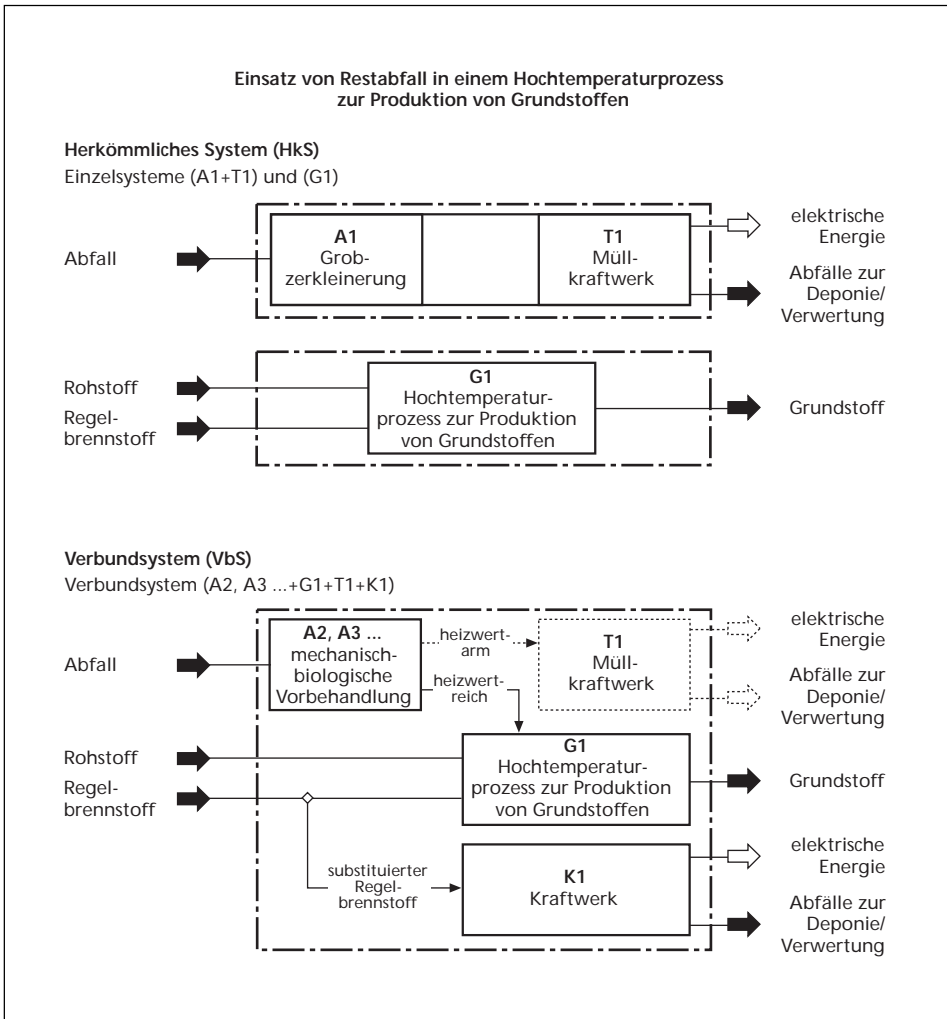 Einsatz von Restabfall in einem Hochtemperaturprozess
zur Produktion von Grundstoffen
Herkömmliches System (HkS)
Einzelsysteme (A1+T1) und (G1)
Abfall
A1
Grob-
zerkleinerung
T1
Müll-
kraftwerk
elektrische
Energie
Abfälle zur
Deponie/
Verwertung
Rohstoff
Regel-
brennstoff
G1
Hochtemperatur-
prozess zur Produktion
von Grundstoffen
Grundstoff
Verbundsystem (VbS)
Verbundsystem (A2, A3 ...+G1+T1+K1)
Abfall
A2, A3 ...
mechanisch-
biologische
Vorbehandlung
heizwert-
arm
heizwert-
reich
T1
Müll-
kraftwerk
elektrische
Energie
Abfälle zur
Deponie/
Verwertung
Rohstoff
Regel-
brennstoff
G1
Hochtemperatur-
prozess zur Produktion
von Grundstoffen
Grundstoff
substituierter
Regel-
brennstoff
K1
Kraftwerk
elektrische
Energie
Abfälle zur
Deponie/
Verwertung